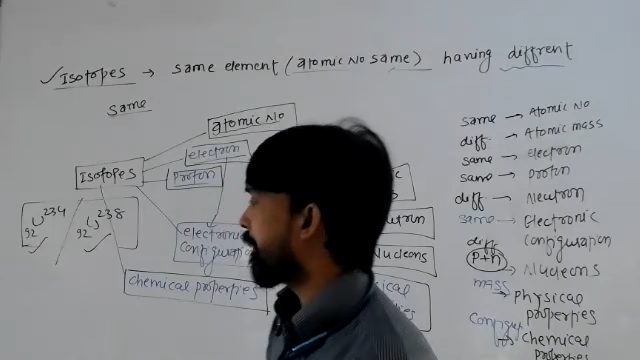 ✓Isotopes → same element (atomic No same) having diffrent
same
atomic No
electron
Proton
Isotopes
92 U 234
92 U 238
electronic
configuration
chemical properties
Nucleons
same → Atomic No
diff → Atomic mass
same → electron
same → proton
diff → Neutron
same → Electronic
configuration
diff
P+n → Nucleons
mass
→ Physical
properties
→ chemical
properties